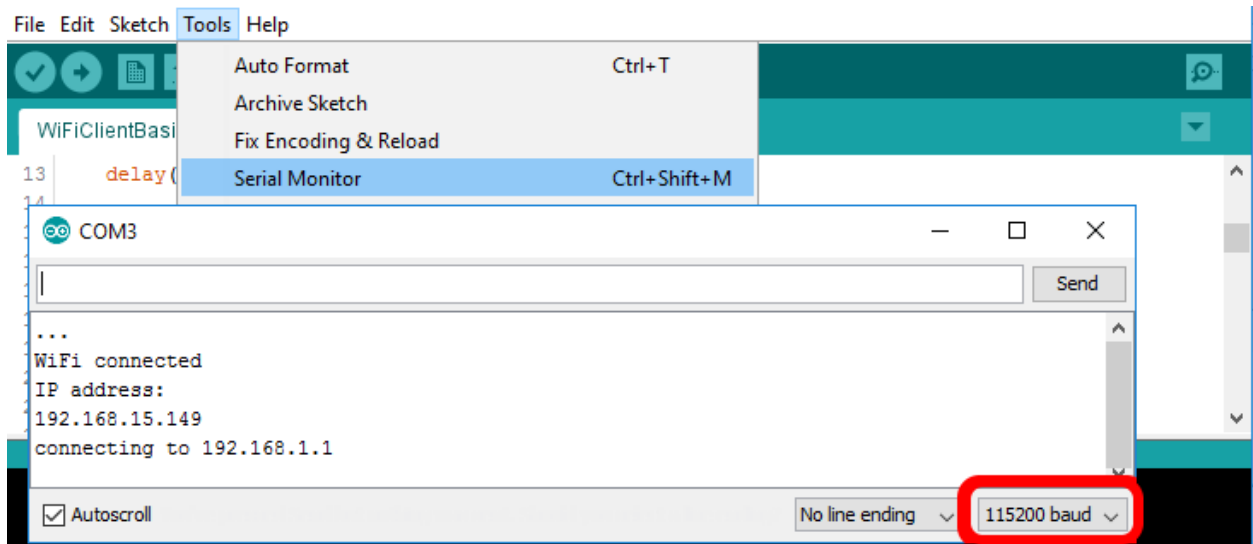 File Edit Sketch Tools Help
Auto Format Ctrl+T
Archive Sketch
WiFiClientBasi
Fix Encoding & Reload
13 delay(
Serial Monitor Ctrl+Shift+M
14
COM3
Send
...
WiFi connected
IP address:
192.168.15.149
connecting to 192.168.1.1
Autoscroll
No line ending
115200 baud